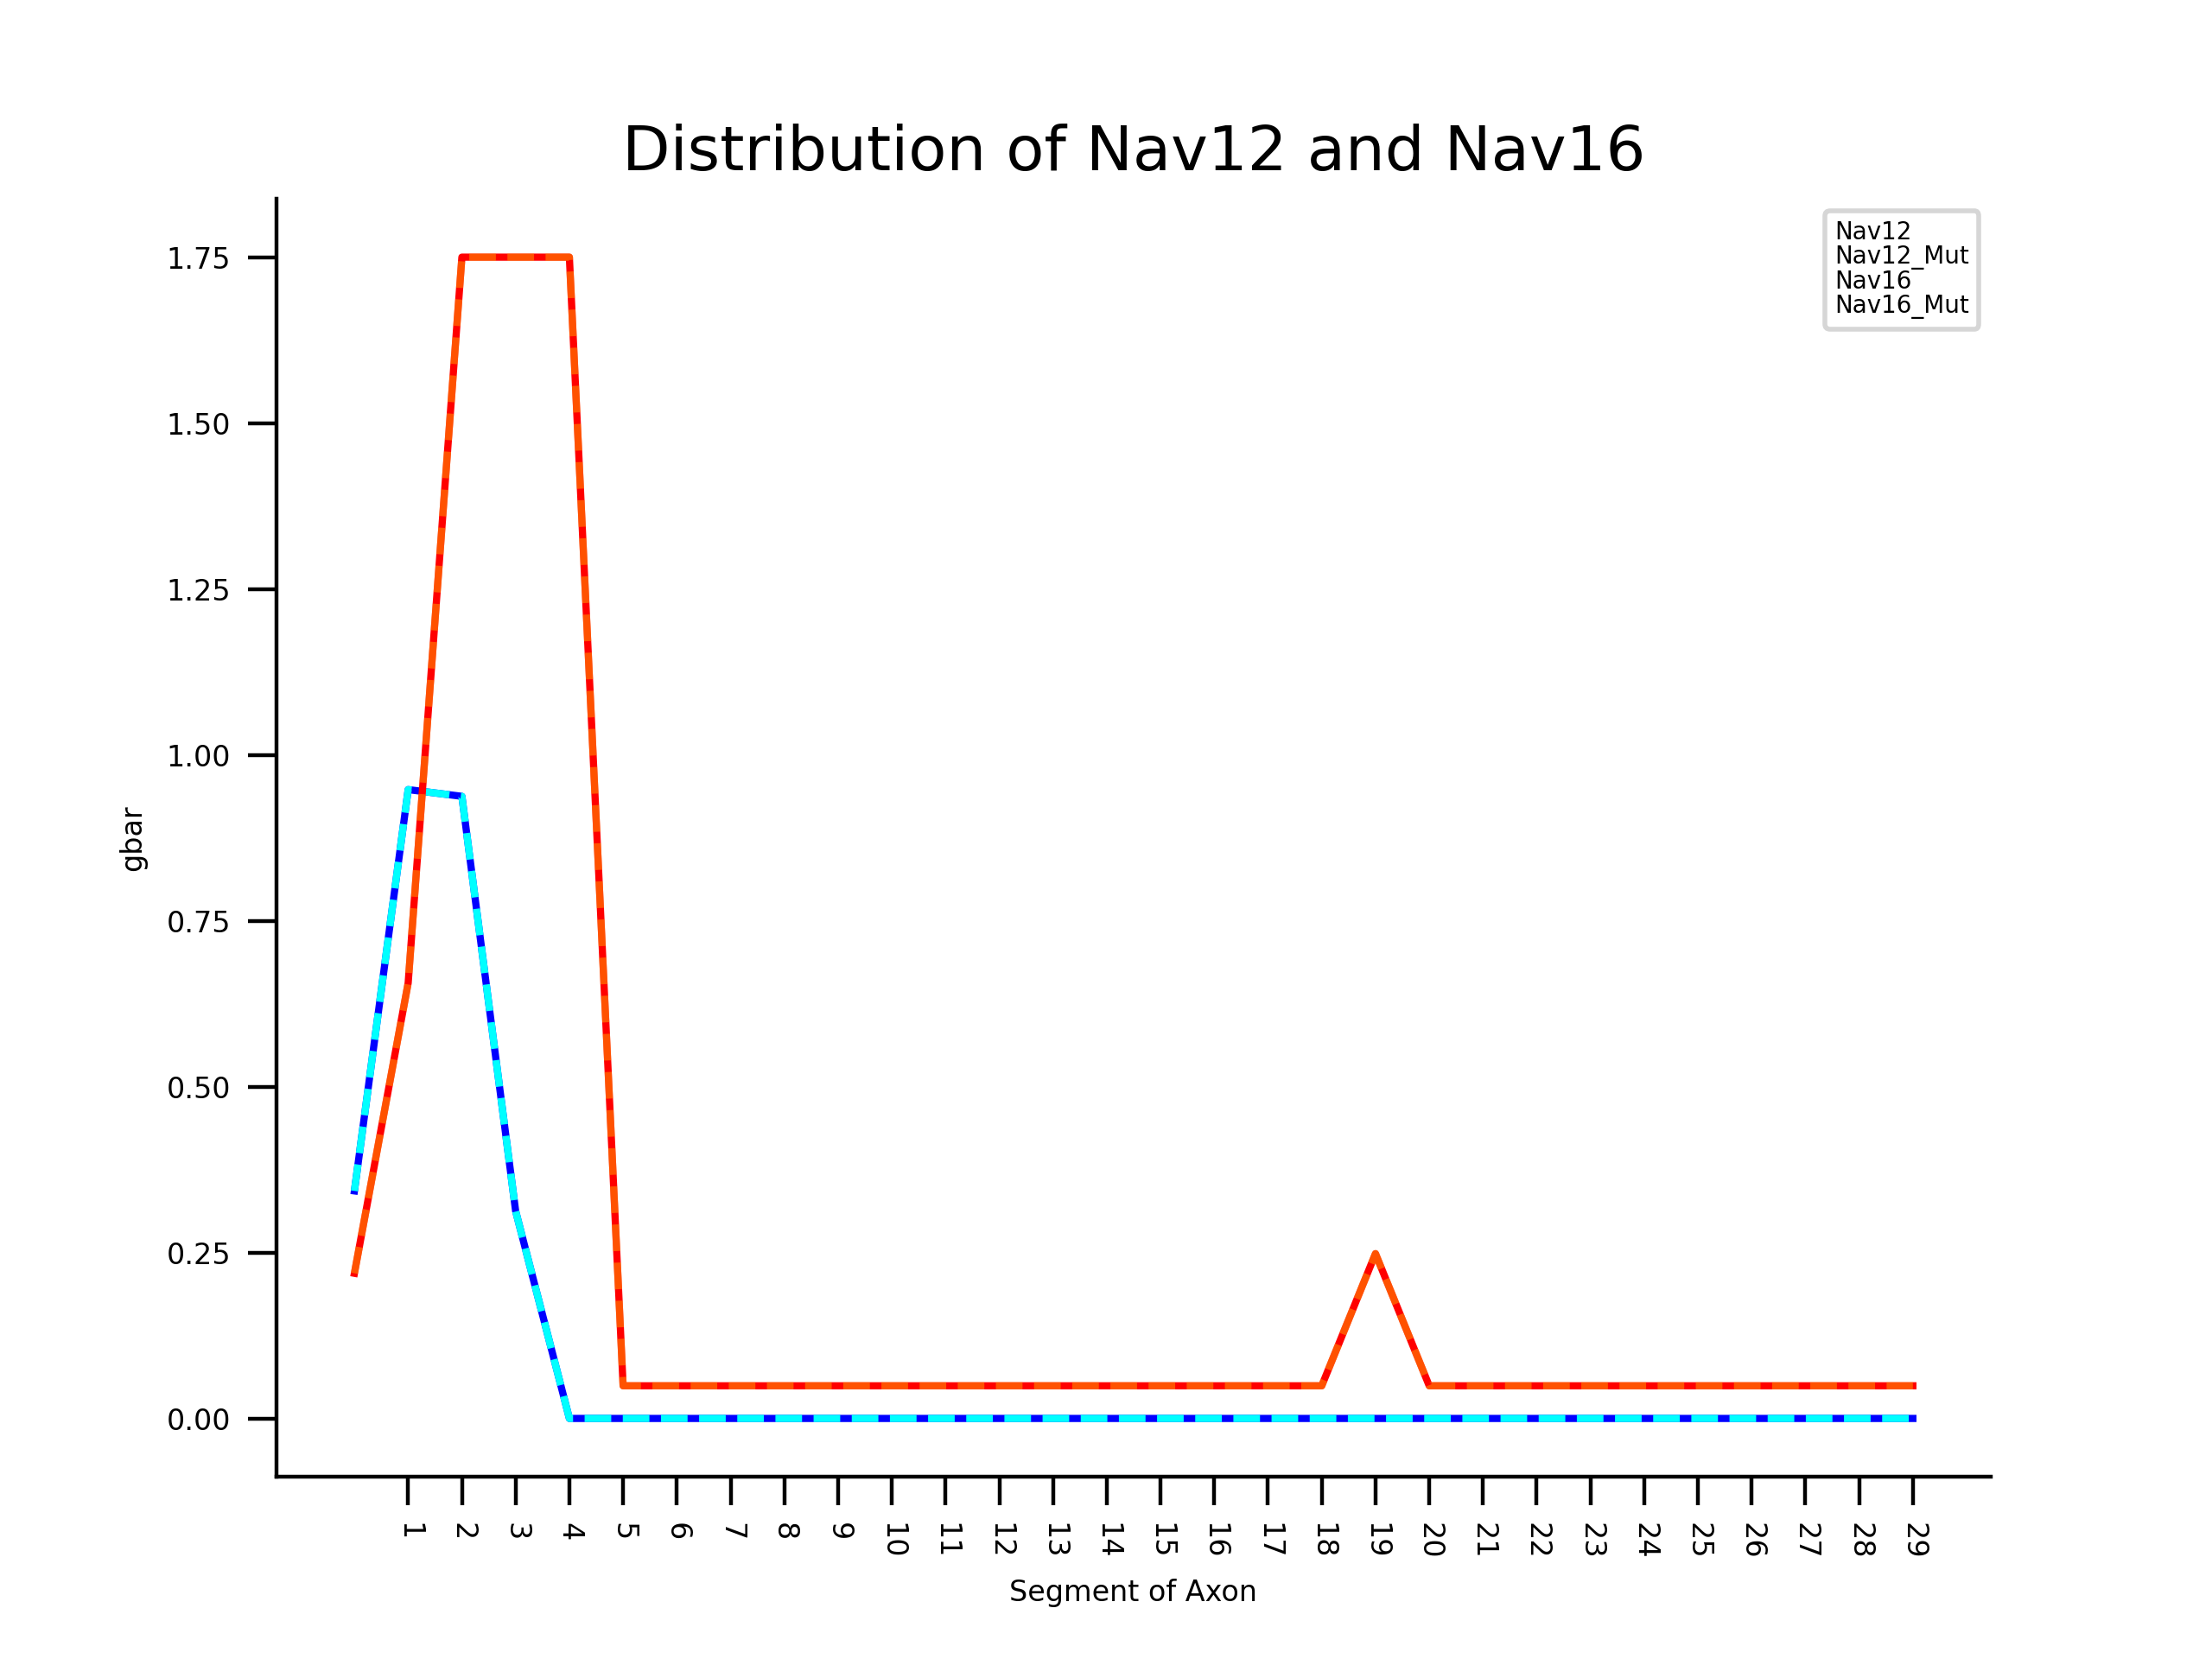 Distribution of Nav12 and Nav16
Nav12
Nav12_Mut
Nav16
Nav16_Mut
1.75
1.50
1.25
1.00
0.75
0.50
0.25
0.00
gbar
1 2 3 4 5 6 7 8 9 10 11 12 13 14 15 16 17 18 19 20 21 22 23 24 25 26 27 28 29
Segment of Axon